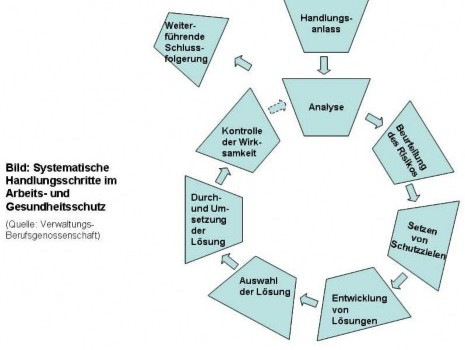 Handlungs-
anlass
Weiter-
führende
Schluss-
folgerung
Analyse
Beurteilung
des Risikos
Setzen
von
Schutzzielen
Entwicklung
von
Lösungen
Auswahl
der Lösung
Durch-
und Um-
setzung
der
Lösung
Kontrolle
der Wirk-
samkeit
Bild: Systematische
Handlungsschritte im
Arbeits- und
Gesundheitsschutz
(Quelle: Verwaltungs-
Berufsgenossenschaft)